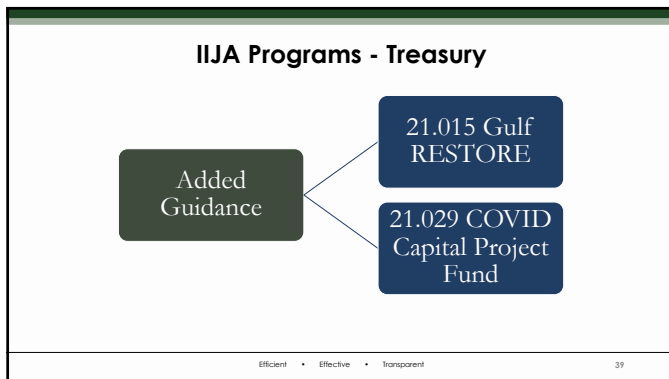 IIJA Programs - Treasury
Added
Guidance
21.015 Gulf
RESTORE
21.029 COVID
Capital Project
Fund
Efficient • Effective • Transparent
39